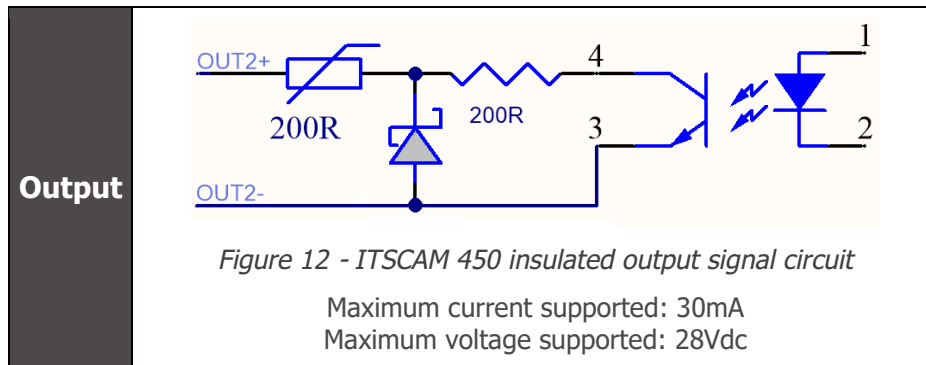 Output
OUT2+
200R
200R
4
3
1
2
OUT2-
Figure 12 - ITSCAM 450 insulated output signal circuit
Maximum current supported: 30mA
Maximum voltage supported: 28Vdc